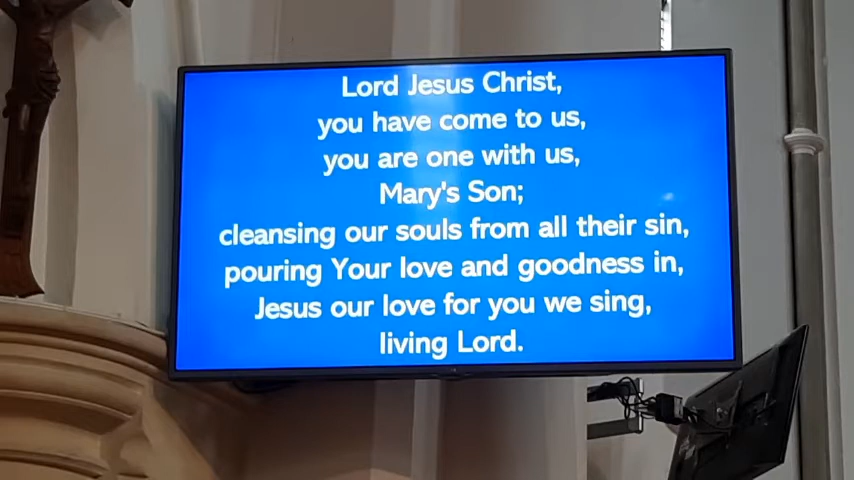 Lord Jesus Christ,
you have come to us,
you are one with us,
Mary's Son;
cleansing our souls from all their sin,
pouring Your love and goodness in,
Jesus our love for you we sing,
living Lord.